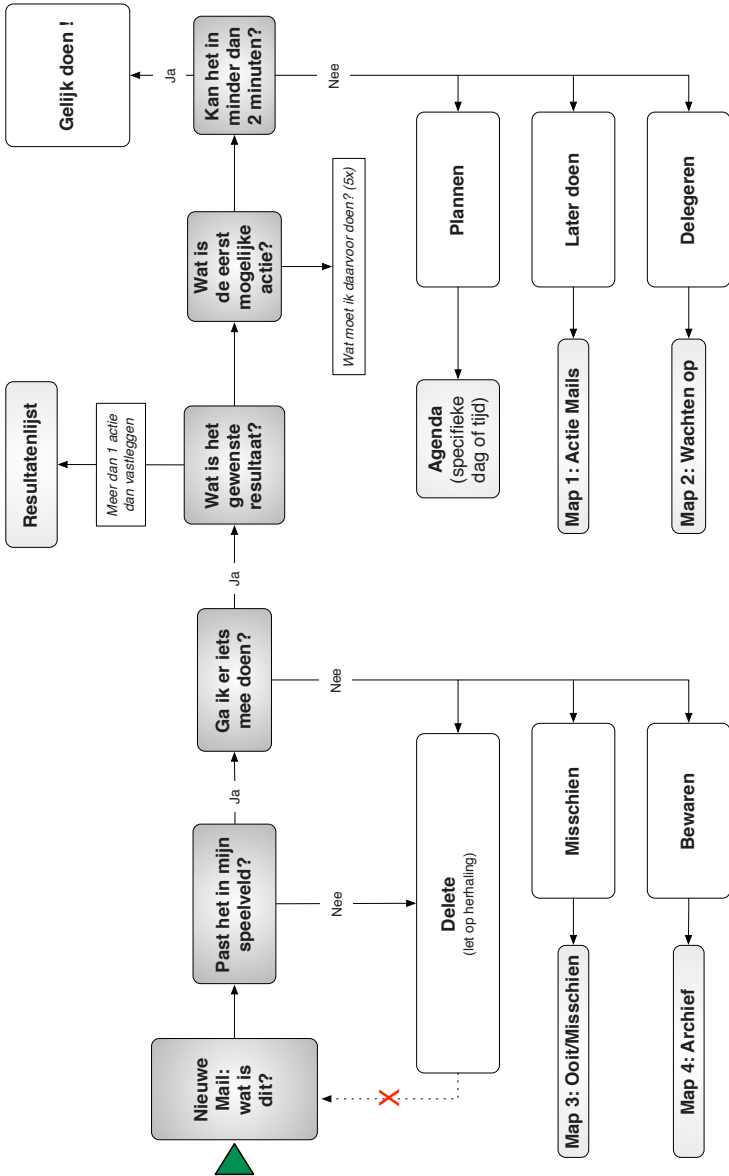 Nieuwe
Mail:
wat is
dit?
Past het in mijn
speelveld?
Ja
Nee
Ga ik er iets
mee doen?
Ja
Nee
Wat is het
gewenste
resultaat?
Meer dan 1 actie
dan vastleggen
Resultatenlijst
Wat is
de eerst
mogelijke
actie?
Wat moet ik daarvoor doen? (5x)
Kan het in
minder dan
2 minuten?
Ja
Gelijk doen !
Nee
Delete
(let op herhaling)
X
Misschien
Map 3: Ooit/Misschien
Bewaren
Map 4: Archief
Plannen
Agenda
(specifieke
dag of tijd)
Later doen
Map 1: Actie Mails
Delegeren
Map 2: Wachten op